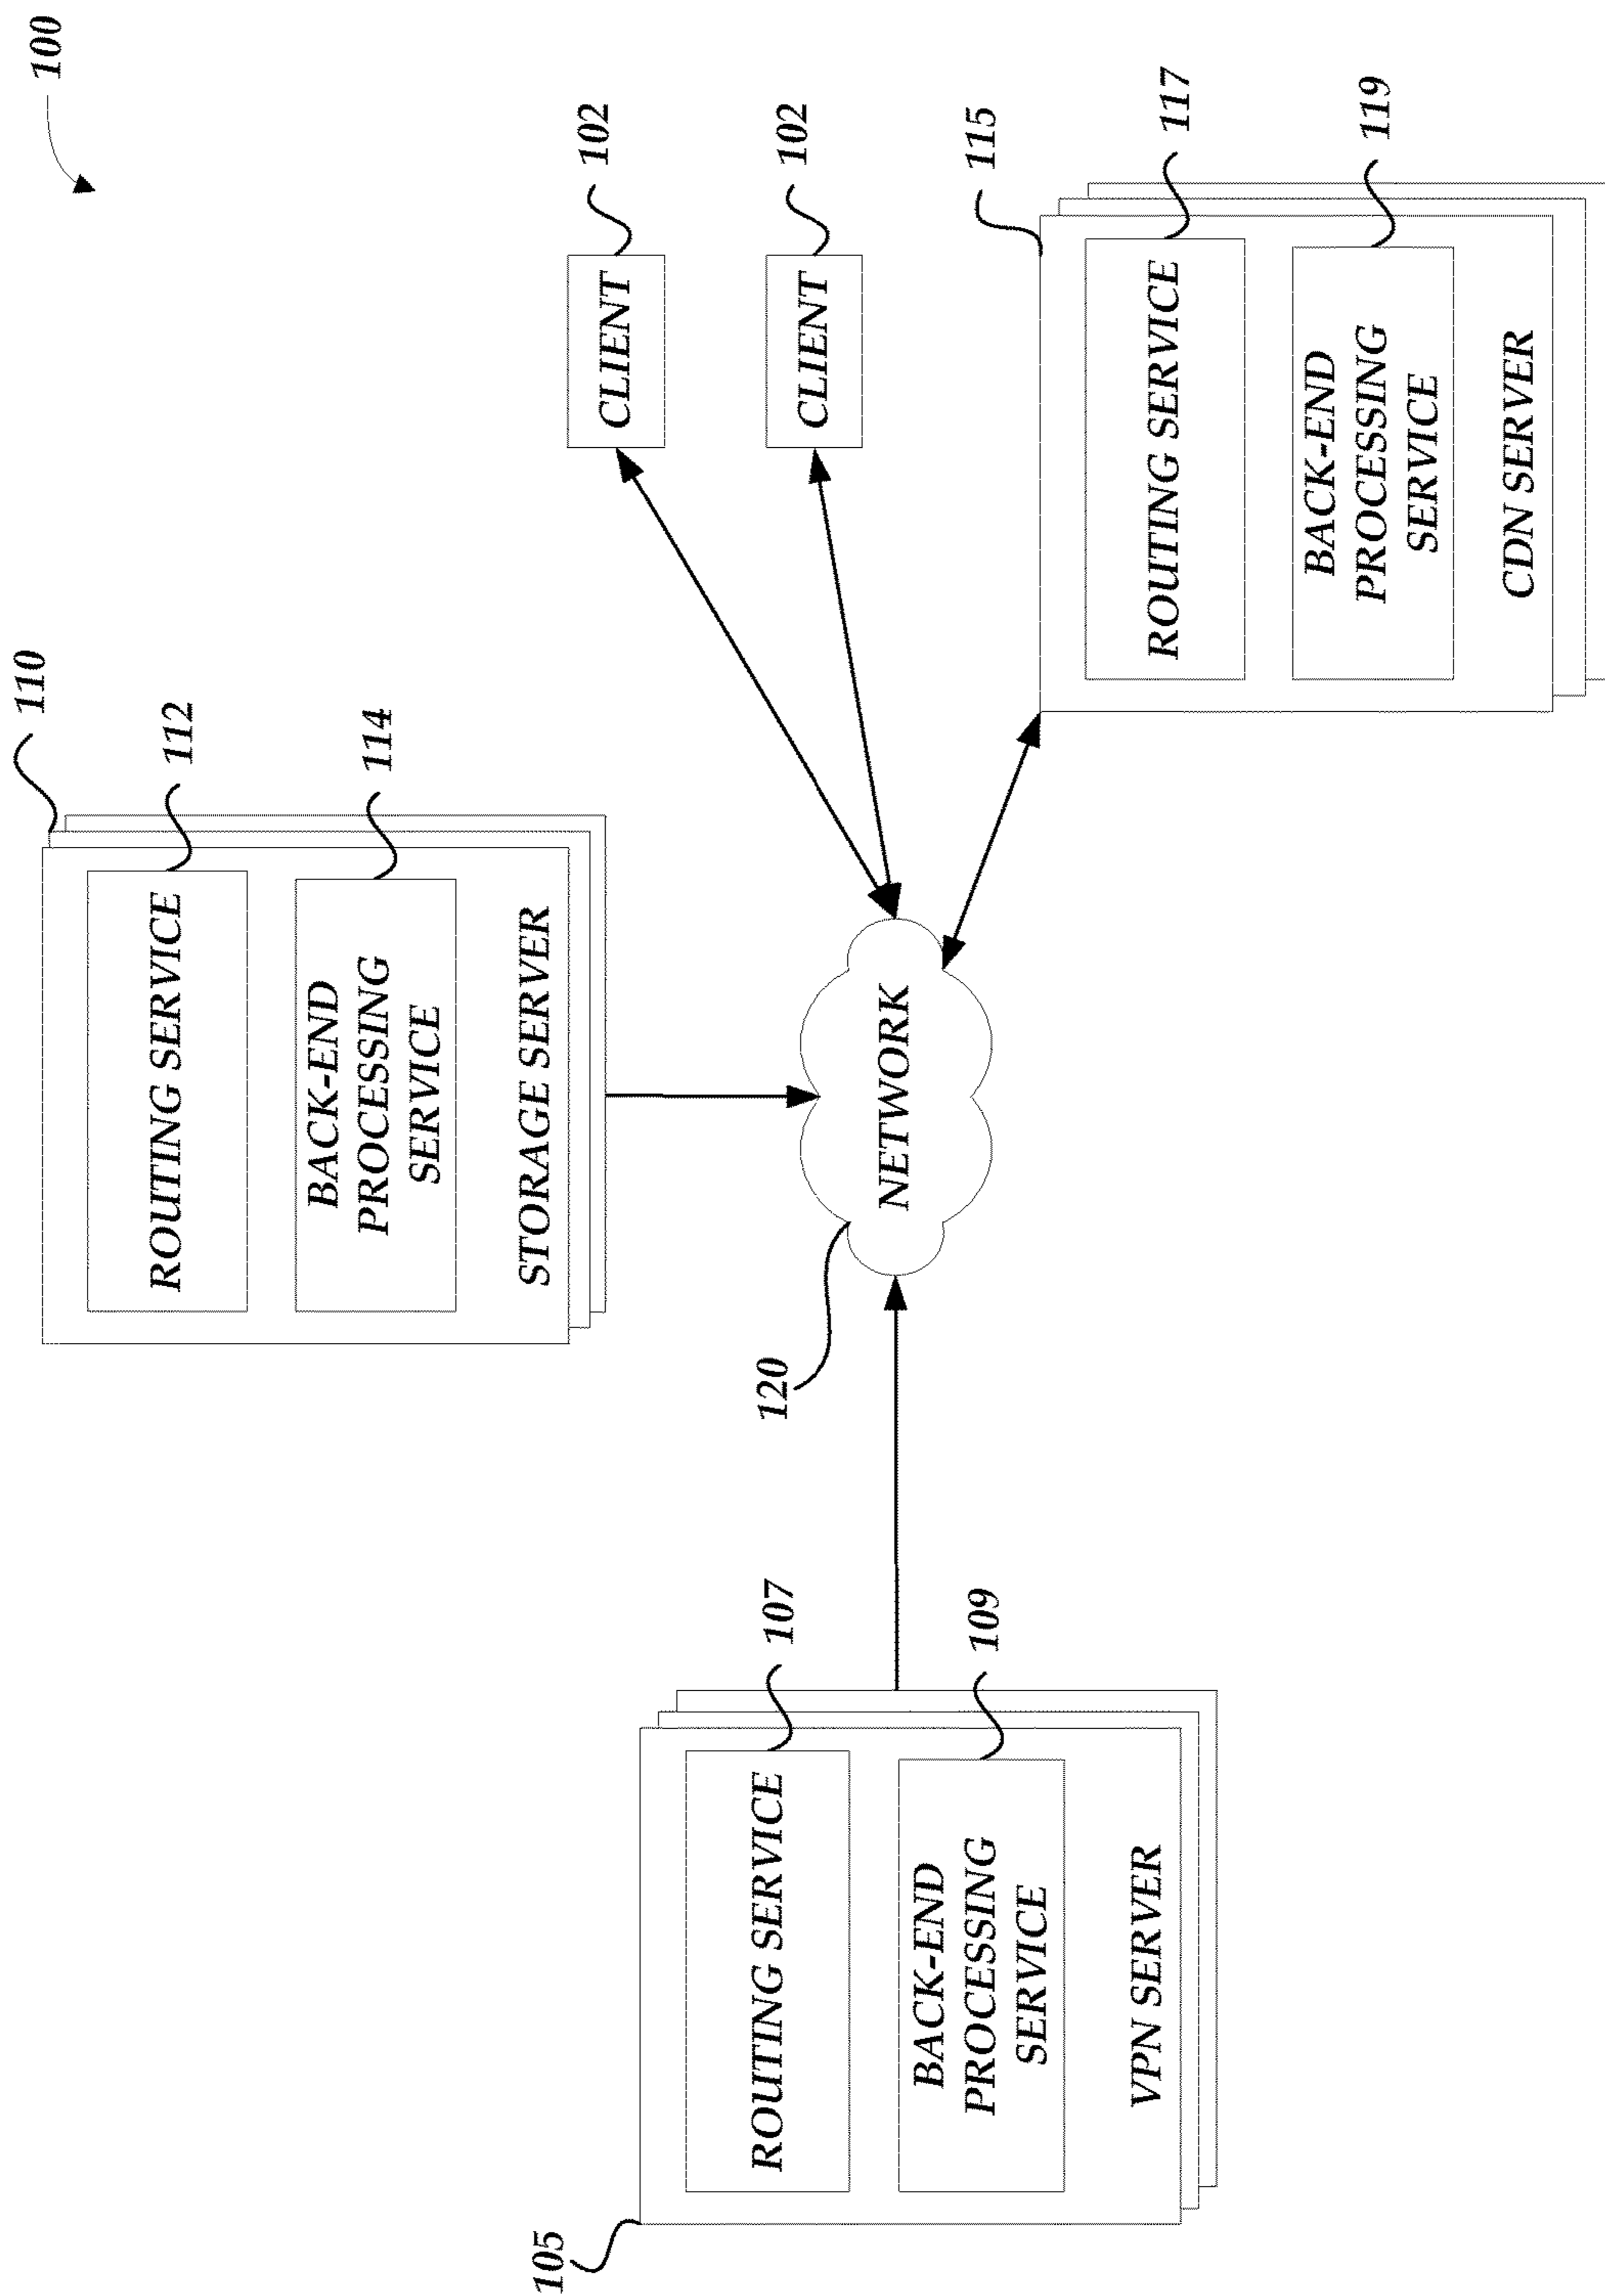 100
110
ROUTING SERVICE
112
BACK-END
PROCESSING
SERVICE
114
STORAGE SERVER
105
ROUTING SERVICE
107
BACK-END
PROCESSING
SERVICE
109
VPN SERVER
120
NETWORK
CLIENT
102
CLIENT
102
115
ROUTING SERVICE
117
BACK-END
PROCESSING
SERVICE
119
CDN SERVER